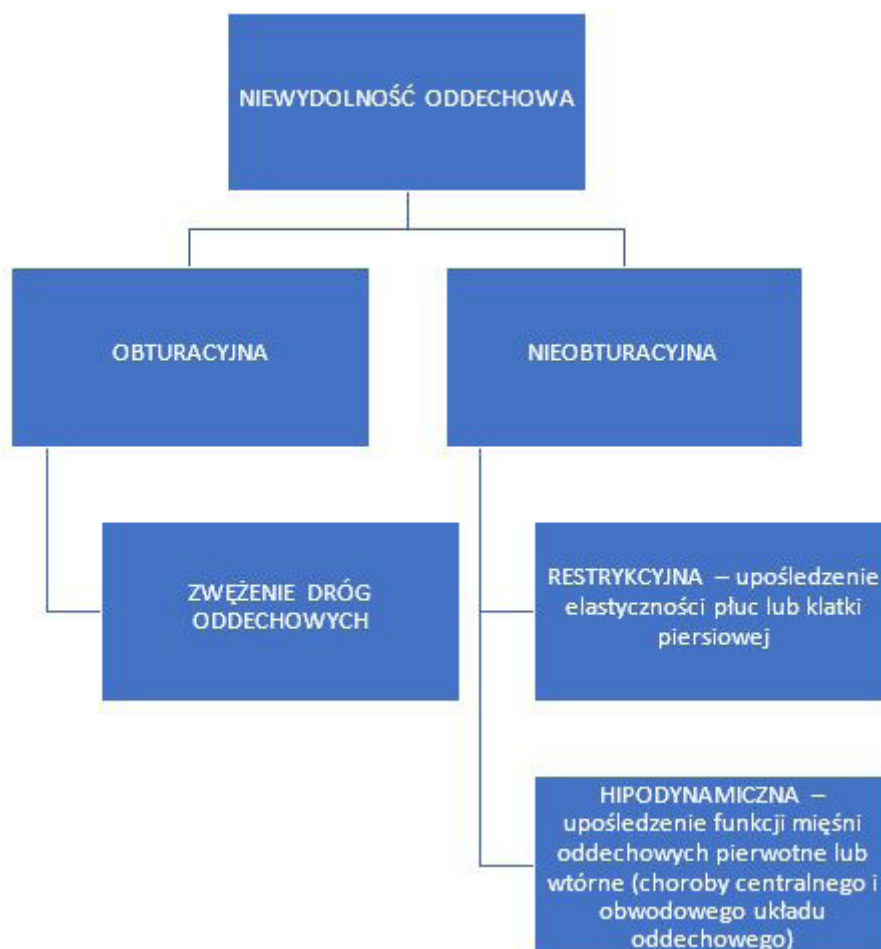 NIEWYDOLNOŚĆ ODDECHOWA
OBTURACYJNA
NIEOBTURACYJNA
ZWĘŻENIE DRÓG
ODDECHOWYCH
RESTRYKCYJNA – upośledzenie
elastyczności płuc lub klatki
piersiowej
HIPODYNAMICZNA –
upośledzenie funkcji mięśni
oddechowych pierwotne lub
wtórne (choroby centralnego i
obwodowego układu
oddechowego)